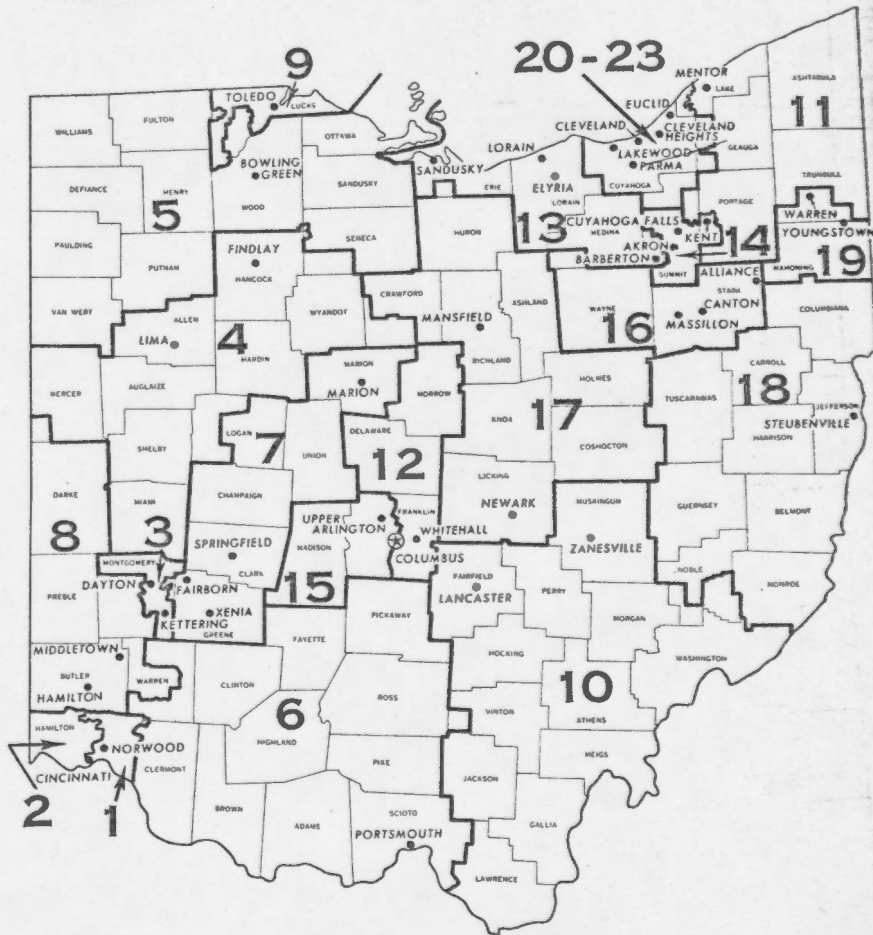 9
20-23
MENTOR
LAKE
ASHTABULA
11
TOLEDO
LUCAS
EUCLID
CLEVELAND
CLEVELAND
HEIGHTS
LAKEWOOD
PARMA
GEAUGA
CUYAHOGA
WILLIAMS
FULTON
OTTAWA
LORAIN
SANDUSKY
BOWLING
GREEN
DEFIANCE
HENRY
5
WOOD
SANDUSKY
ERIE
ELYRIA
LORAIN
13
MEDINA
CUYAHOGA FALLS
KENT
AKRON
BARBERTON
14
SUMMIT
PORTAGE
TRUMBULL
WARREN
YOUNGSTOWN
MAHONING
19
PAULDING
PUTNAM
FINDLAY
HANCOCK
SENECA
HURON
VAN WERT
ALLEN
LIMA
4
HARDIN
WYANDOT
CRAWFORD
MANSFIELD
RICHLAND
ASHLAND
WAYNE
16
ALLIANCE
STARK
CANTON
MASSILLON
COLUMBIANA
MERCER
AUGLAIZE
MARION
MARION
MORROW
HOLMES
17
KNOX
COSHOCTON
TUSCARAWAS
CARROLL
18
HARRISON
JEFFERSON
STEUBENVILLE
SHELBY
LOGAN
7
UNION
DELAWARE
12
LICKING
NEWARK
MUSKINGUN
ZANESVILLE
GUERNSEY
BELMONT
DARKE
8
MIAMI
3
CHAMPAIGN
SPRINGFIELD
CLARK
UPPER
ARLINGTON
MADISON
15
FRANKLIN
WHITEHALL
COLUMBUS
NOBLE
MONROE
PREBLE
MONTGOMERY
DAYTON
FAIRBORN
KETTERING
XENIA
GREENE
FAIRFIELD
LANCASTER
PERRY
MORGAN
WASHINGTON
MIDDLETOWN
BUTLER
HAMILTON
WARREN
CLINTON
FAYETTE
PICKAWAY
ROSS
HOCKING
10
ATHENS
VINTON
MEIGS
HAMILTON
2
CINCINNATI
NORWOOD
1
CLERMONT
6
HIGHLAND
PIKE
JACKSON
GALLIA
BROWN
ADAMS
SCIOTO
PORTSMOUTH
LAWRENCE